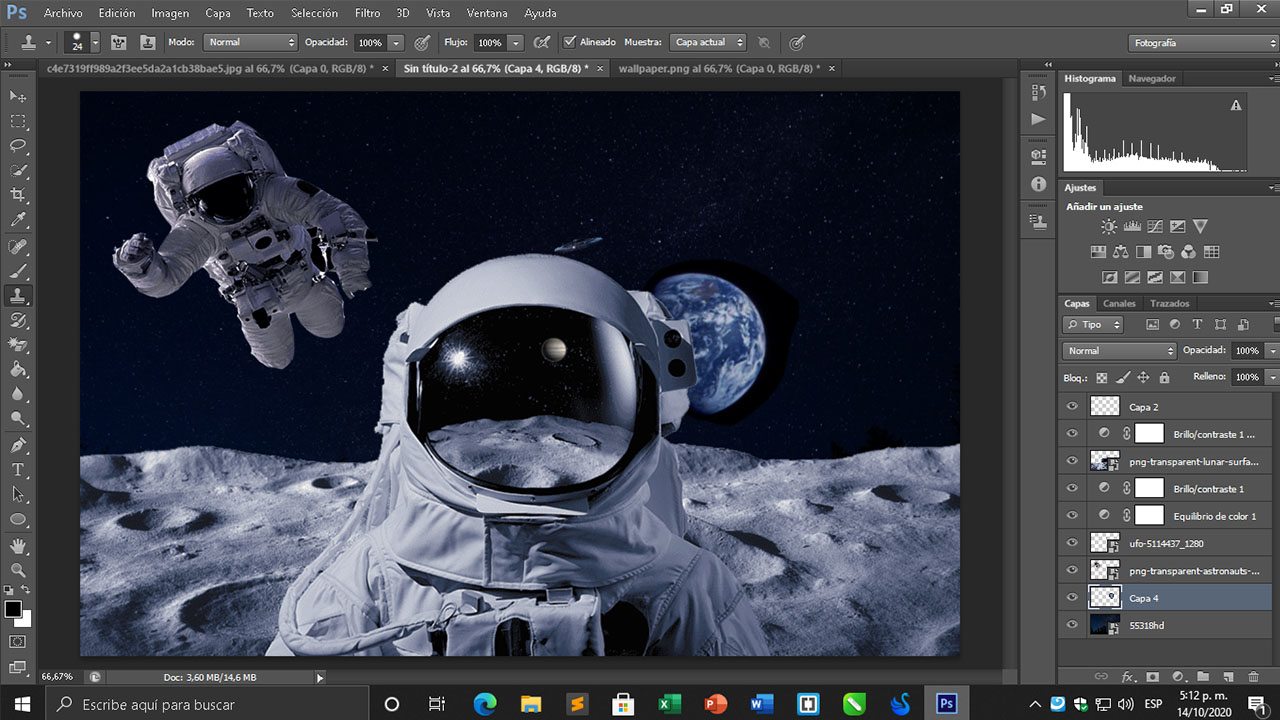 Ps Archivo Edición Imagen Capa Texto Selección Filtro 3D Vista Ventana Ayuda
24 Modo: Normal Opacidad: 100% Flujo: 100% Alineado Muestra: Capa actual Fotografía
c4e7319ff989a2f3ee5da2a1cb38bae5.jpg al 66,7% (Capa 0, RGB/8) * × Sin título-2 al 66,7% (Capa 4, RGB/8) * × wallpaper.png al 66,7% (Capa 0, RGB/8) * ×
Histograma Navegador
Ajustes
Añadir un ajuste
Capas Canales Trazados
Tipo
Normal Opacidad: 100%
Bloq.: Relleno: 100%
Capa 2
Brillo/contraste 1 ...
png-transparent-lunar-surfa...
Brillo/contraste 1
Equilibrio de color 1
ufo-5114437_1280
png-transparent-astronauts-...
Capa 4
55318hd
66,67% Doc: 3,60 MB/14,6 MB
Escribe aquí para buscar ESP 5:12 p. m.
14/10/2020 1